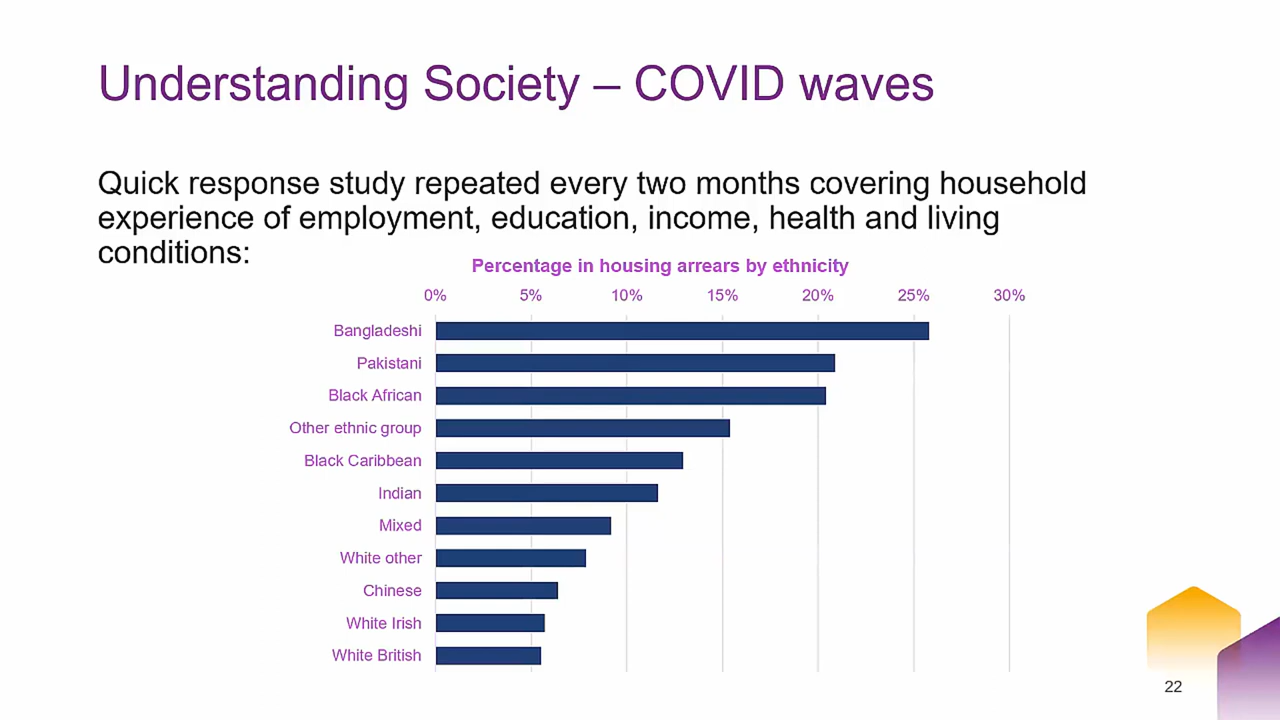 Understanding Society – COVID waves
Quick response study repeated every two months covering household
experience of employment, education, income, health and living
conditions:
Percentage in housing arrears by ethnicity
0% 5% 10% 15% 20% 25% 30%
Bangladeshi
Pakistani
Black African
Other ethnic group
Black Caribbean
Indian
Mixed
White other
Chinese
White Irish
White British
22